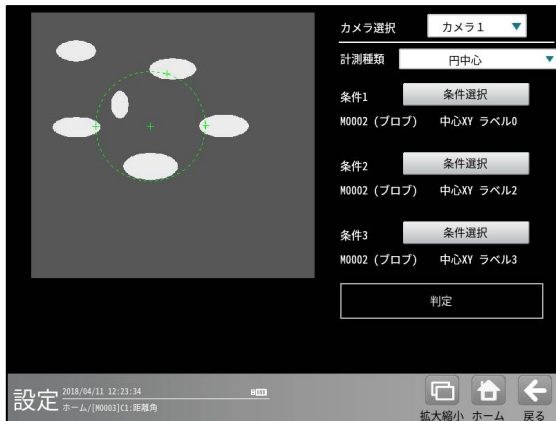 カメラ選択 カメラ1
計測種類 円中心
条件1 条件選択
M0002 (ブロブ) 中心XY ラベル0
条件2 条件選択
M0002 (ブロブ) 中心XY ラベル2
条件3 条件選択
M0002 (ブロブ) 中心XY ラベル3
判定
設定
2018/04/11 12:23:34
ホーム/[M0003]C1:距離角
拡大縮小 ホーム 戻る